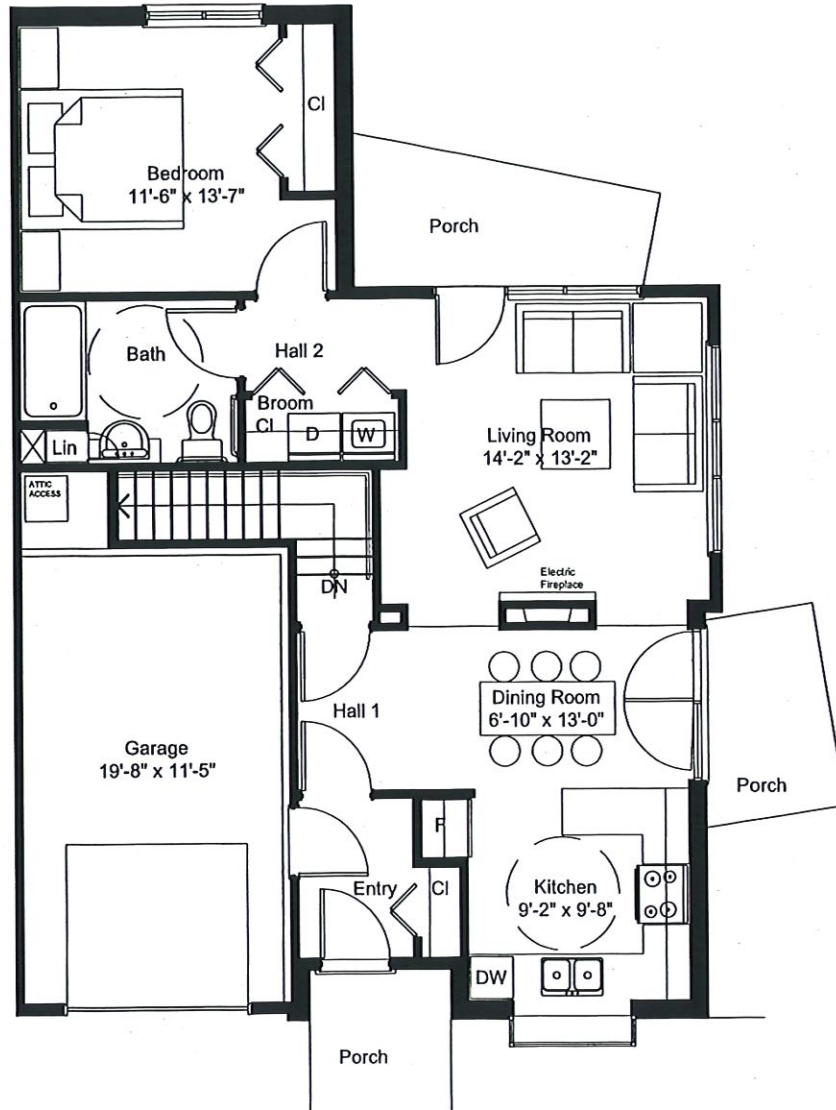 Cl
Bedroom
11'-6" x 13'-7"
Porch
Bath
Hall 2
Broom
Cl
D
W
Lin
Living Room
14'-2" x 13'-2"
ATTIC
ACCESS
Electric
Fireplace
DN
Dining Room
6'-10" x 13'-0"
Hall 1
Garage
19'-8" x 11'-5"
Porch
F
Entry
Cl
Kitchen
9'-2" x 9'-8"
DW
Porch